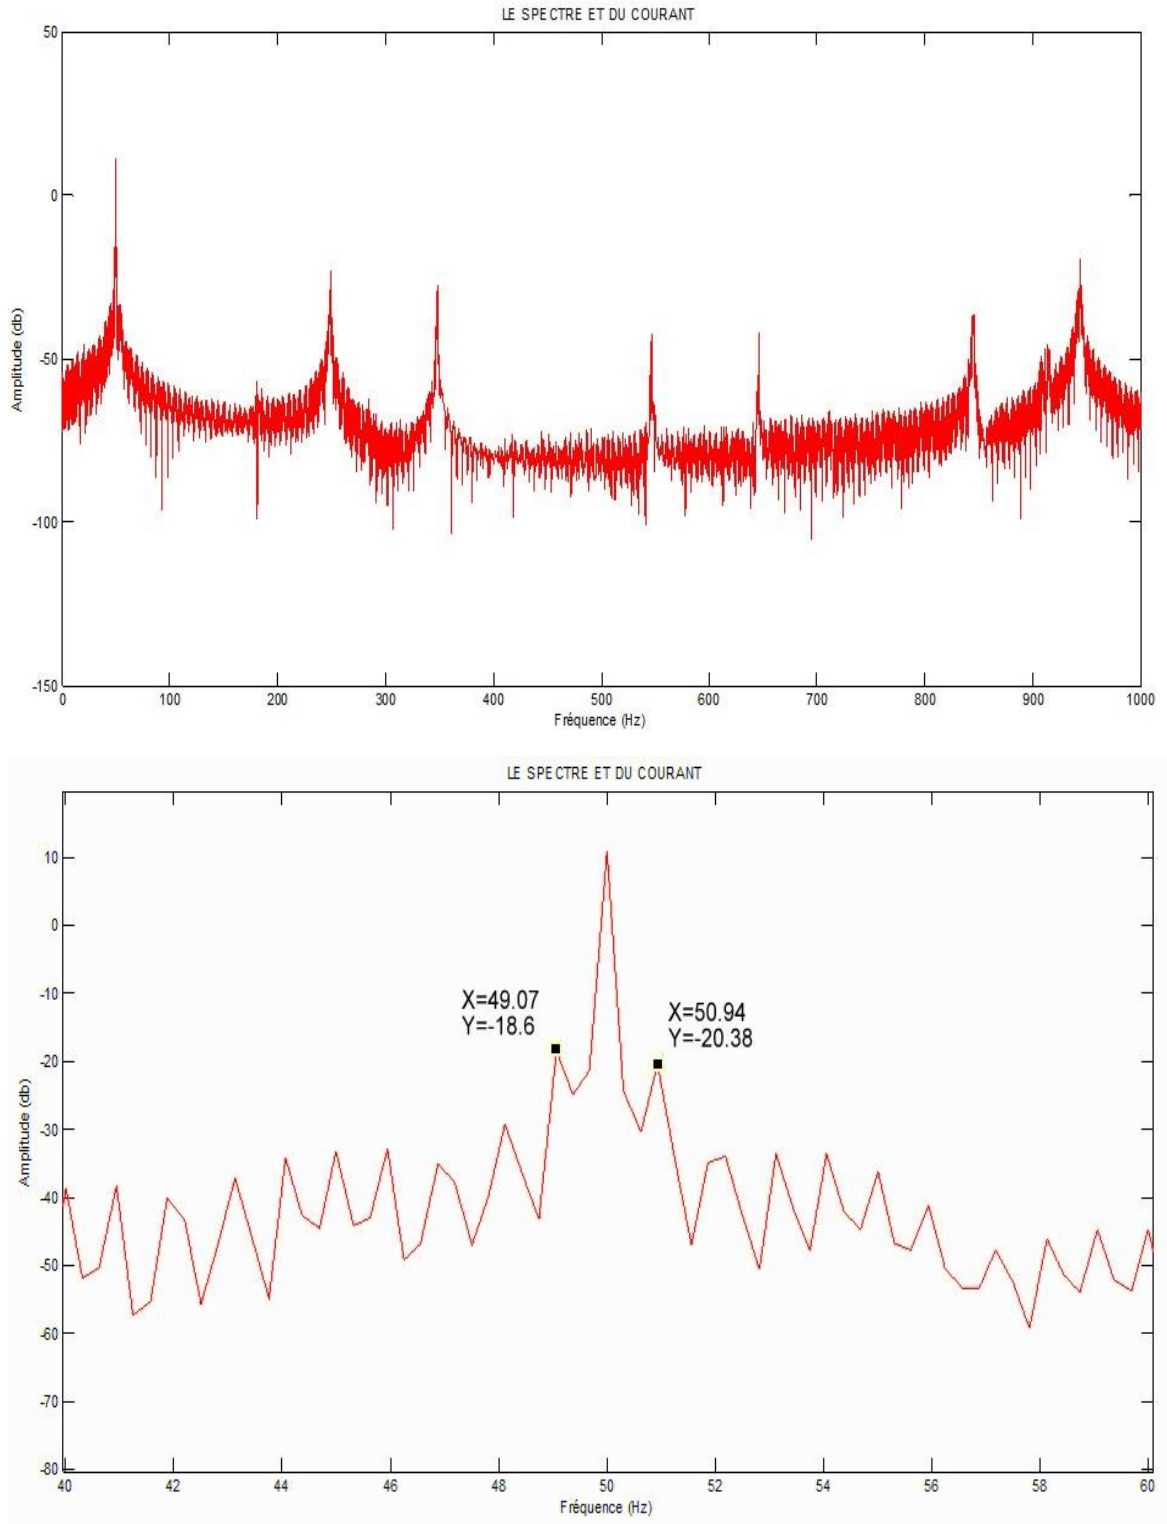 LE SPECTRE ET DU COURANT
50
0
-50
-100
-150
Amplitude (db)
0 100 200 300 400 500 600 700 800 900 1000
Fréquence (Hz)
LE SPECTRE ET DU COURANT
10
0
-10
-20
-30
-40
-50
-60
-70
-80
Amplitude (db)
X=49.07
Y=-18.6
X=50.94
Y=-20.38
40 42 44 46 48 50 52 54 56 58 60
Fréquence (Hz)